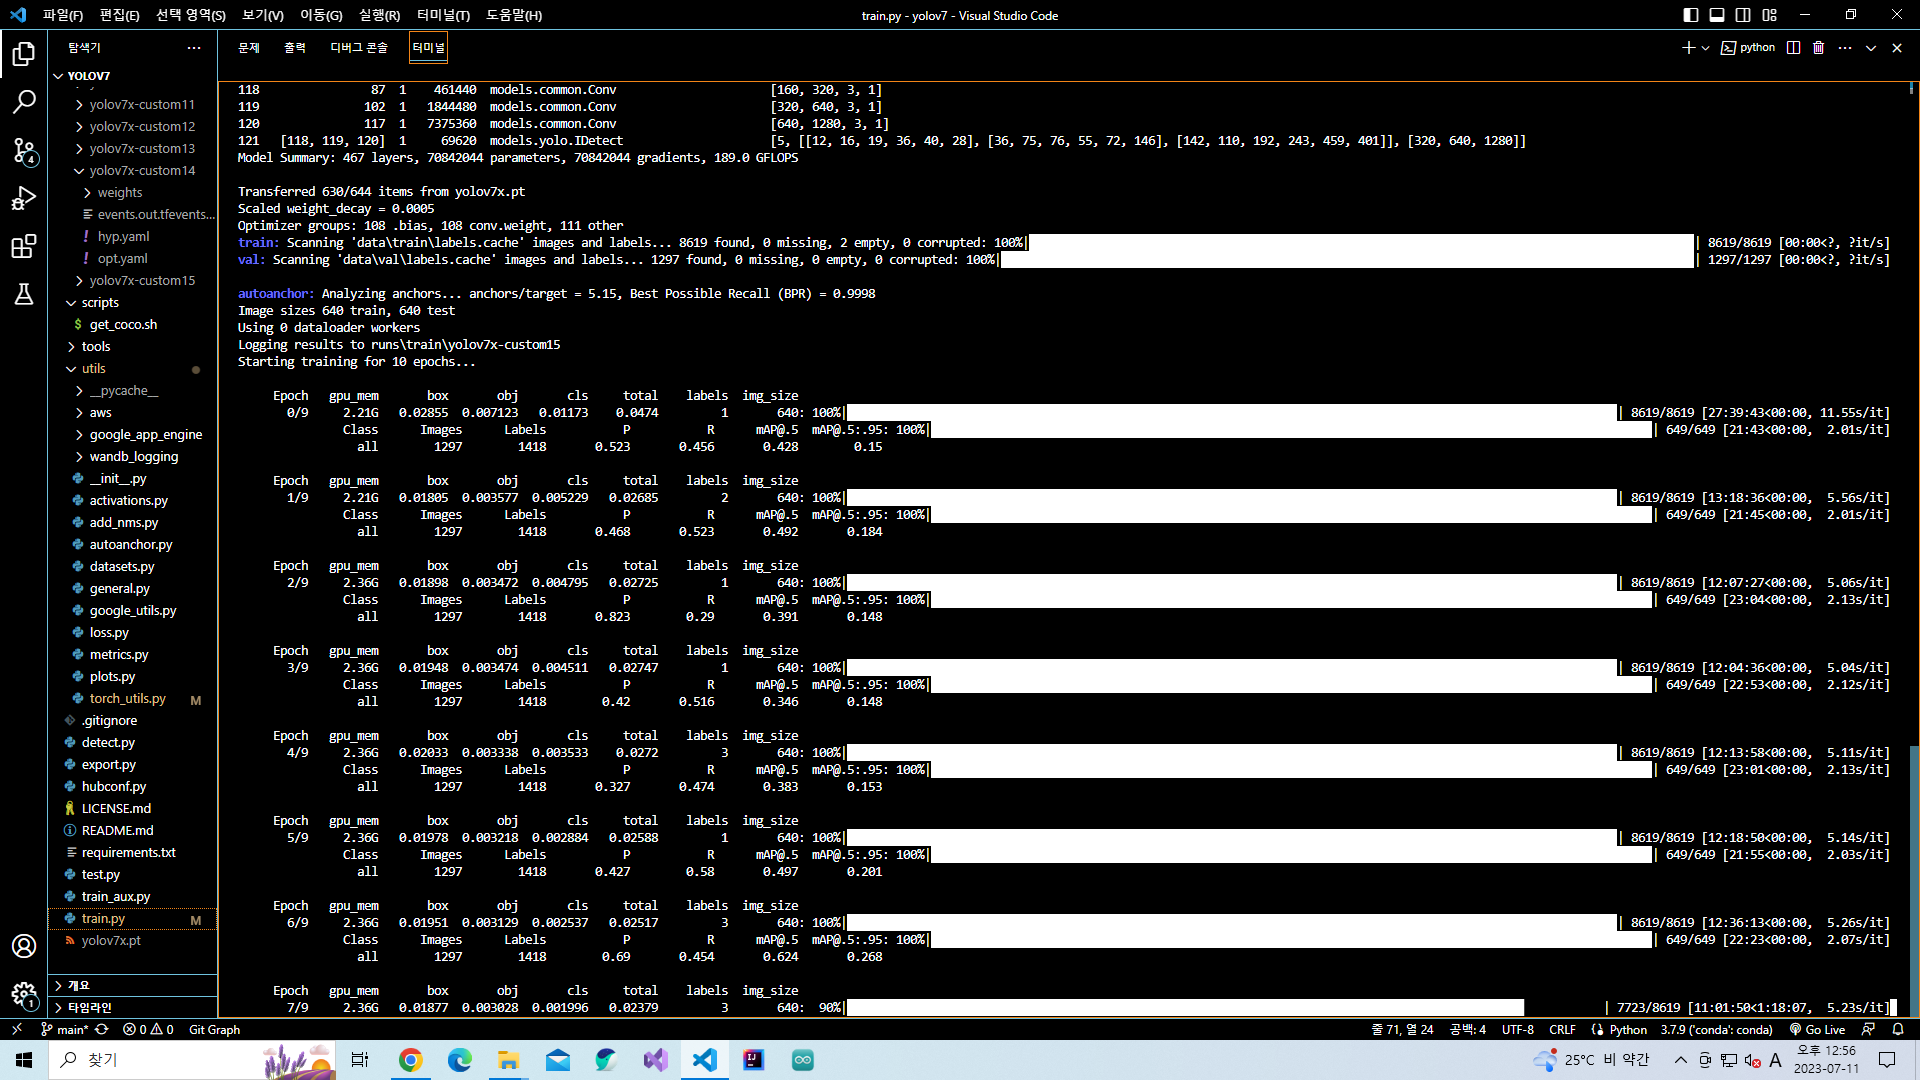 파일(F) 편집(E) 선택 영역(S) 보기(V) 이동(G) 실행(R) 터미널(T) 도움말(H)
train.py - yolov7 - Visual Studio Code
탐색기
YOLOV7
yolov7x-custom11
yolov7x-custom12
yolov7x-custom13
yolov7x-custom14
weights
events.out.tfevents...
hyp.yaml
opt.yaml
yolov7x-custom15
scripts
get_coco.sh
tools
utils
__pycache__
aws
google_app_engine
wandb_logging
__init__.py
activations.py
add_nms.py
autoanchor.py
datasets.py
general.py
google_utils.py
loss.py
metrics.py
plots.py
torch_utils.py M
.gitignore
detect.py
export.py
hubconf.py
LICENSE.md
README.md
requirements.txt
test.py
train_aux.py
train.py M
yolov7x.pt
개요
타임라인
문제 출력 디버그 콘솔 터미널
python
118 87 1 461440 models.common.Conv [160, 320, 3, 1]
119 102 1 1844480 models.common.Conv [320, 640, 3, 1]
120 117 1 7375360 models.common.Conv [640, 1280, 3, 1]
121 [118, 119, 120] 1 69620 models.yolo.IDetect [5, [[12, 16, 19, 36, 40, 28], [36, 75, 76, 55, 72, 146], [142, 110, 192, 243, 459, 401]], [320, 640, 1280]]
Model Summary: 467 layers, 70842044 parameters, 70842044 gradients, 189.0 GFLOPS
Transferred 630/644 items from yolov7x.pt
Scaled weight_decay = 0.0005
Optimizer groups: 108 .bias, 108 conv.weight, 111 other
train: Scanning 'data\train\labels.cache' images and labels... 8619 found, 0 missing, 2 empty, 0 corrupted: 100%| | 8619/8619 [00:00<?, ?it/s]
val: Scanning 'data\val\labels.cache' images and labels... 1297 found, 0 missing, 0 empty, 0 corrupted: 100%| | 1297/1297 [00:00<?, ?it/s]
autoanchor: Analyzing anchors... anchors/target = 5.15, Best Possible Recall (BPR) = 0.9998
Image sizes 640 train, 640 test
Using 0 dataloader workers
Logging results to runs\train\yolov7x-custom15
Starting training for 10 epochs...
Epoch gpu_mem box obj cls total labels img_size
0/9 2.21G 0.02855 0.007123 0.01173 0.0474 1 640: 100%| | 8619/8619 [27:39:43<00:00, 11.55s/it]
Class Images Labels P R mAP@.5 mAP@.5:.95: 100%| | 649/649 [21:43<00:00, 2.01s/it]
all 1297 1418 0.523 0.456 0.428 0.15
Epoch gpu_mem box obj cls total labels img_size
1/9 2.21G 0.01805 0.003577 0.005229 0.02685 2 640: 100%| | 8619/8619 [13:18:36<00:00, 5.56s/it]
Class Images Labels P R mAP@.5 mAP@.5:.95: 100%| | 649/649 [21:45<00:00, 2.01s/it]
all 1297 1418 0.468 0.523 0.492 0.184
Epoch gpu_mem box obj cls total labels img_size
2/9 2.36G 0.01898 0.003472 0.004795 0.02725 1 640: 100%| | 8619/8619 [12:07:27<00:00, 5.06s/it]
Class Images Labels P R mAP@.5 mAP@.5:.95: 100%| | 649/649 [23:04<00:00, 2.13s/it]
all 1297 1418 0.823 0.29 0.391 0.148
Epoch gpu_mem box obj cls total labels img_size
3/9 2.36G 0.01948 0.003474 0.004511 0.02747 1 640: 100%| | 8619/8619 [12:04:36<00:00, 5.04s/it]
Class Images Labels P R mAP@.5 mAP@.5:.95: 100%| | 649/649 [22:53<00:00, 2.12s/it]
all 1297 1418 0.42 0.516 0.346 0.148
Epoch gpu_mem box obj cls total labels img_size
4/9 2.36G 0.02033 0.003338 0.003533 0.0272 3 640: 100%| | 8619/8619 [12:13:58<00:00, 5.11s/it]
Class Images Labels P R mAP@.5 mAP@.5:.95: 100%| | 649/649 [23:01<00:00, 2.13s/it]
all 1297 1418 0.327 0.474 0.383 0.153
Epoch gpu_mem box obj cls total labels img_size
5/9 2.36G 0.01978 0.003218 0.002884 0.02588 1 640: 100%| | 8619/8619 [12:18:50<00:00, 5.14s/it]
Class Images Labels P R mAP@.5 mAP@.5:.95: 100%| | 649/649 [21:55<00:00, 2.03s/it]
all 1297 1418 0.427 0.58 0.497 0.201
Epoch gpu_mem box obj cls total labels img_size
6/9 2.36G 0.01951 0.003129 0.002537 0.02517 3 640: 100%| | 8619/8619 [12:36:13<00:00, 5.26s/it]
Class Images Labels P R mAP@.5 mAP@.5:.95: 100%| | 649/649 [22:23<00:00, 2.07s/it]
all 1297 1418 0.69 0.454 0.624 0.268
Epoch gpu_mem box obj cls total labels img_size
7/9 2.36G 0.01877 0.003028 0.001996 0.02379 3 640: 90%| | 7723/8619 [11:01:50<1:18:07, 5.23s/it]
main* 0 0 Git Graph
줄 71, 열 24 공백: 4 UTF-8 CRLF Python 3.7.9 ('conda': conda) Go Live
찾기
25°C 비 약간 A 오후 12:56
2023-07-11